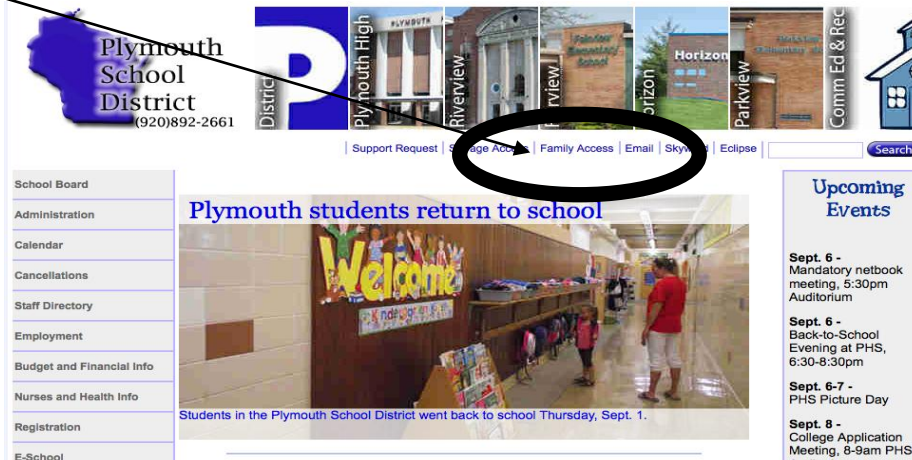 Plymouth
School
District
(920)892-2661
District
Plymouth High
PLYMOUTH
Riverview
Fairview
Elementary
School
Horizon
Horizon
Parkview
Comm Ed & Rec
Support Request | | Family Access | Email | | Eclipse |
Search
School Board
Administration
Calendar
Cancellations
Staff Directory
Employment
Budget and Financial Info
Nurses and Health Info
Registration
E-School
Plymouth students return to school
Welcome
Kindergarten
Students in the Plymouth School District went back to school Thursday, Sept. 1.
Upcoming
Events
Sept. 6 -
Mandatory netbook
meeting, 5:30pm
Auditorium
Sept. 6 -
Back-to-School
Evening at PHS,
6:30-8:30pm
Sept. 6-7 -
PHS Picture Day
Sept. 8 -
College Application
Meeting, 8-9am PHS